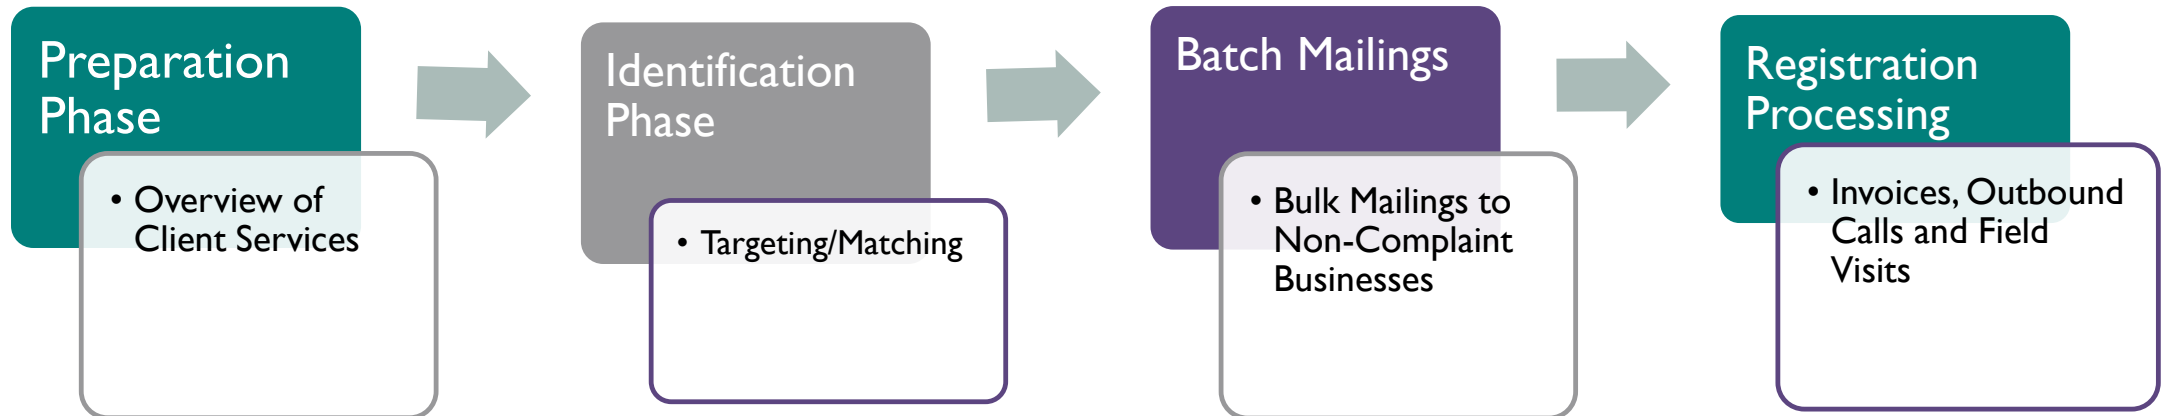 Preparation
Phase
• Overview of
Client Services
Identification
Phase
• Targeting/Matching
Batch Mailings
• Bulk Mailings to
Non-Complaint
Businesses
Registration
Processing
• Invoices, Outbound
Calls and Field
Visits